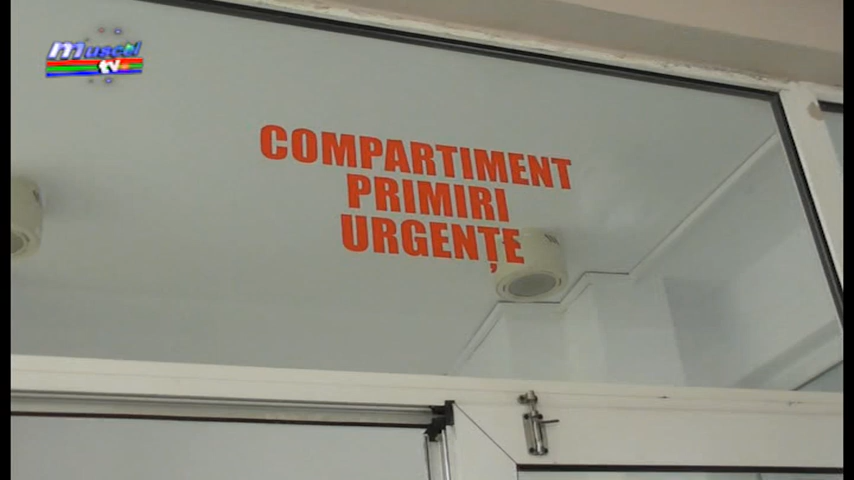 Muscel
tv
COMPARTIMENT
PRIMIRI
URGENȚE